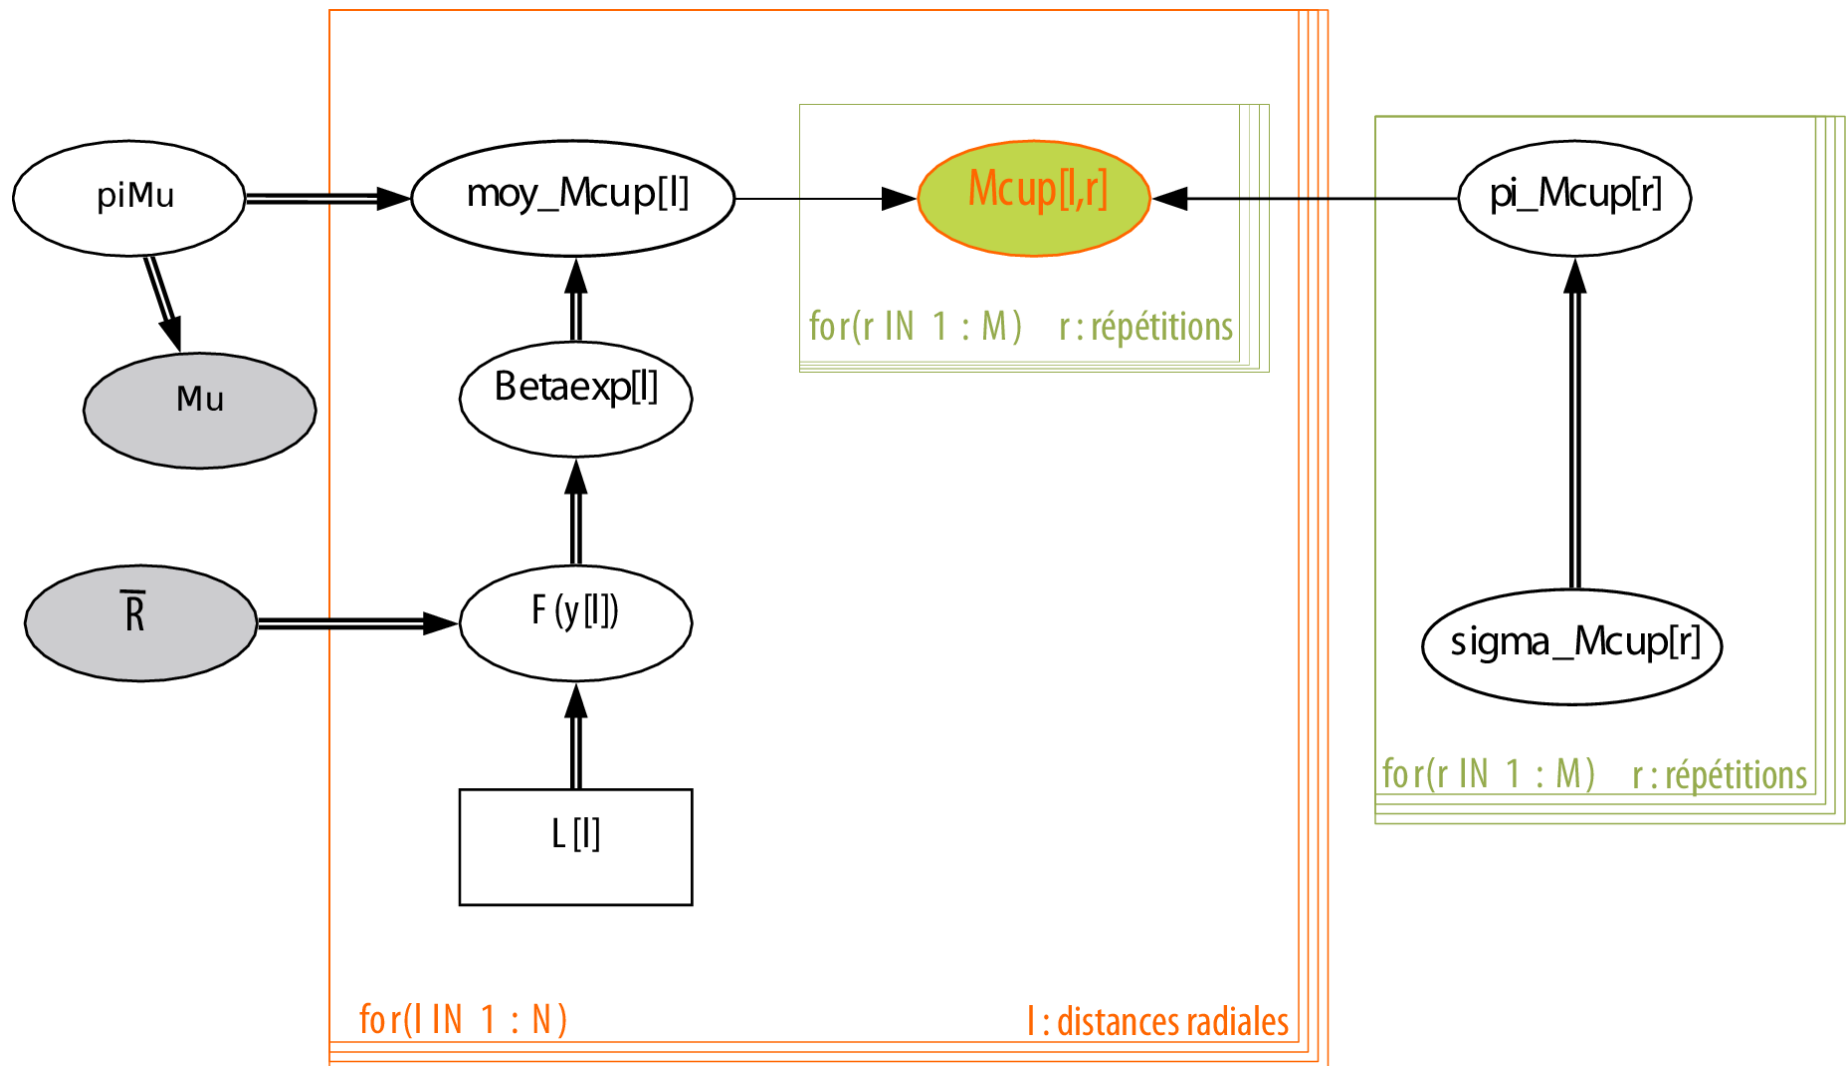 piMu
moy_Mcup[l]
Mcup[l,r]
pi_Mcup[r]
for(r IN 1 : M) r : répétitions
Betaexp[l]
Mu
R̅
F (y[l])
sigma_Mcup[r]
for(r IN 1 : M) r : répétitions
L [l]
for(l IN 1 : N) l : distances radiales